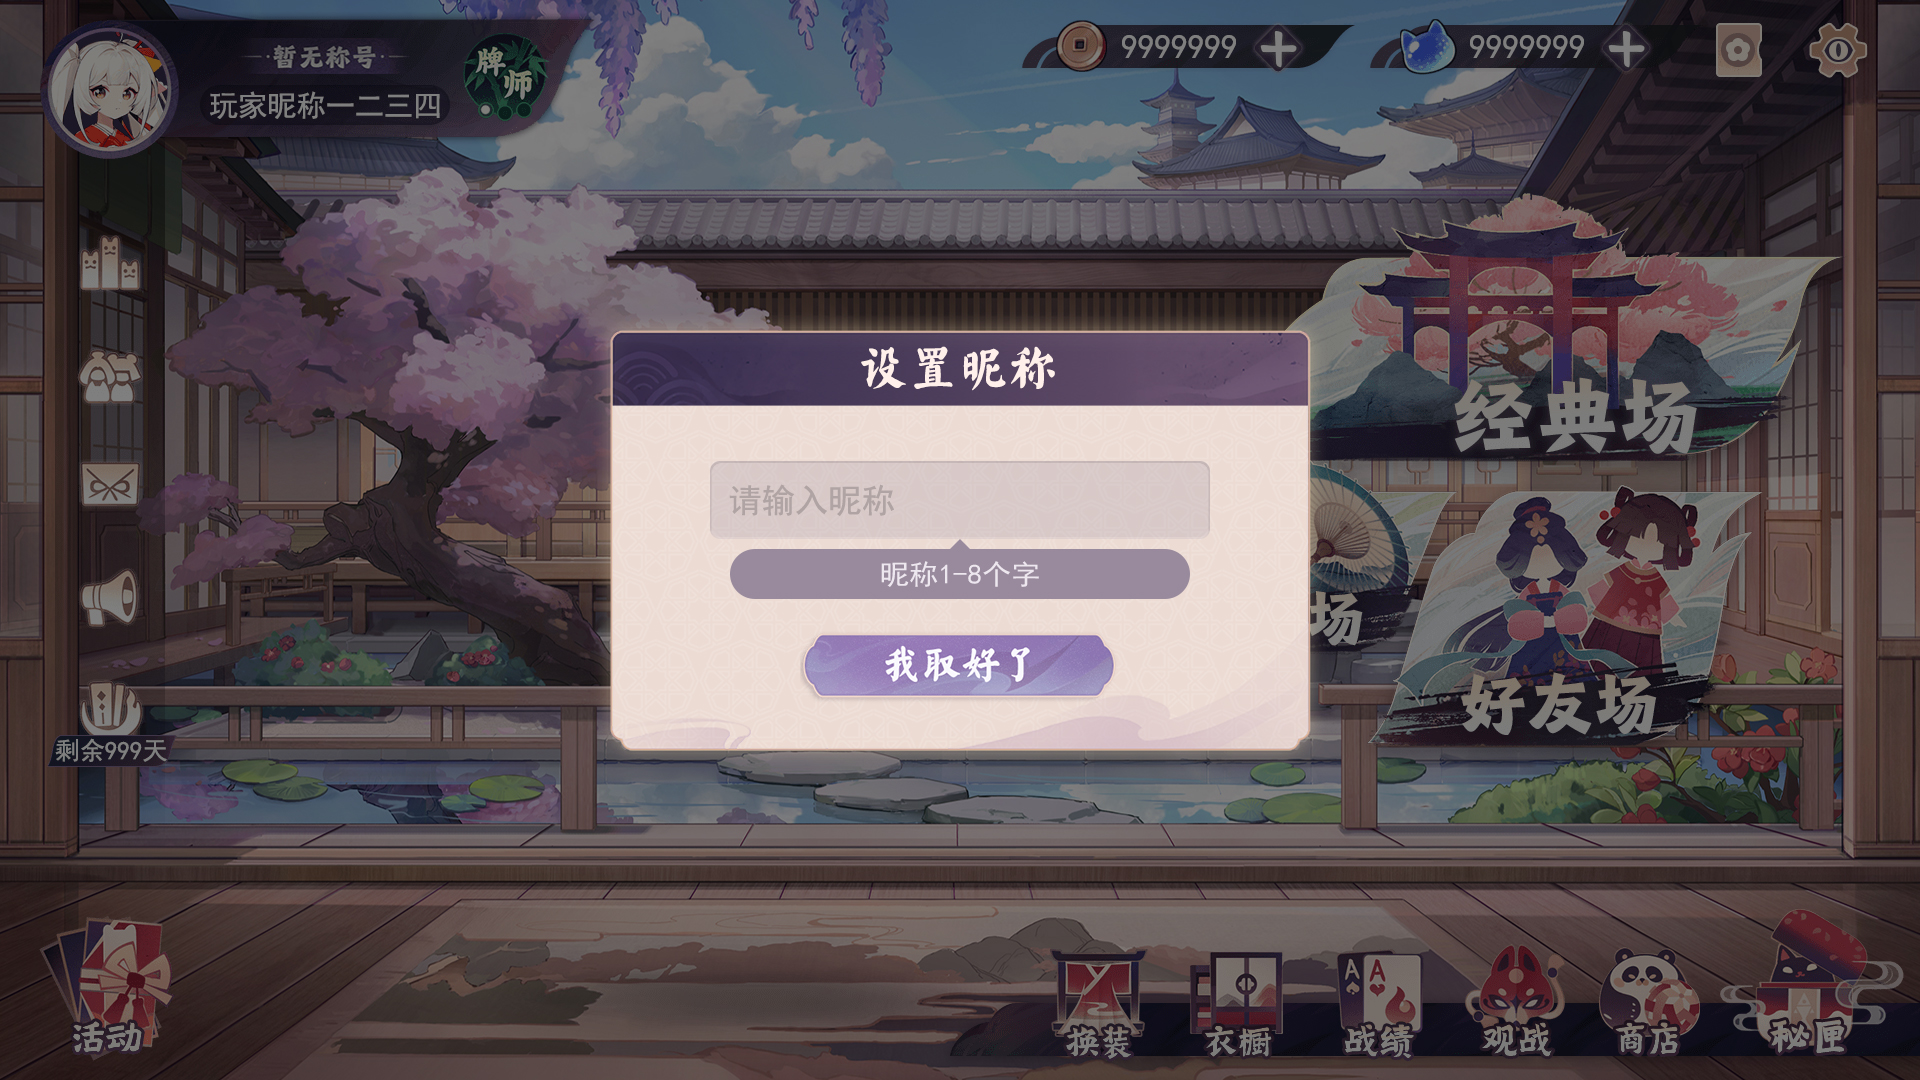 暂无称号
玩家昵称一二三四
牌师
9999999
9999999
经典场
场
好友场
设置昵称
请输入昵称
昵称1-8个字
我取好了
剩余999天
活动
换装
衣橱
A A
战绩
观战
商店
秘匣